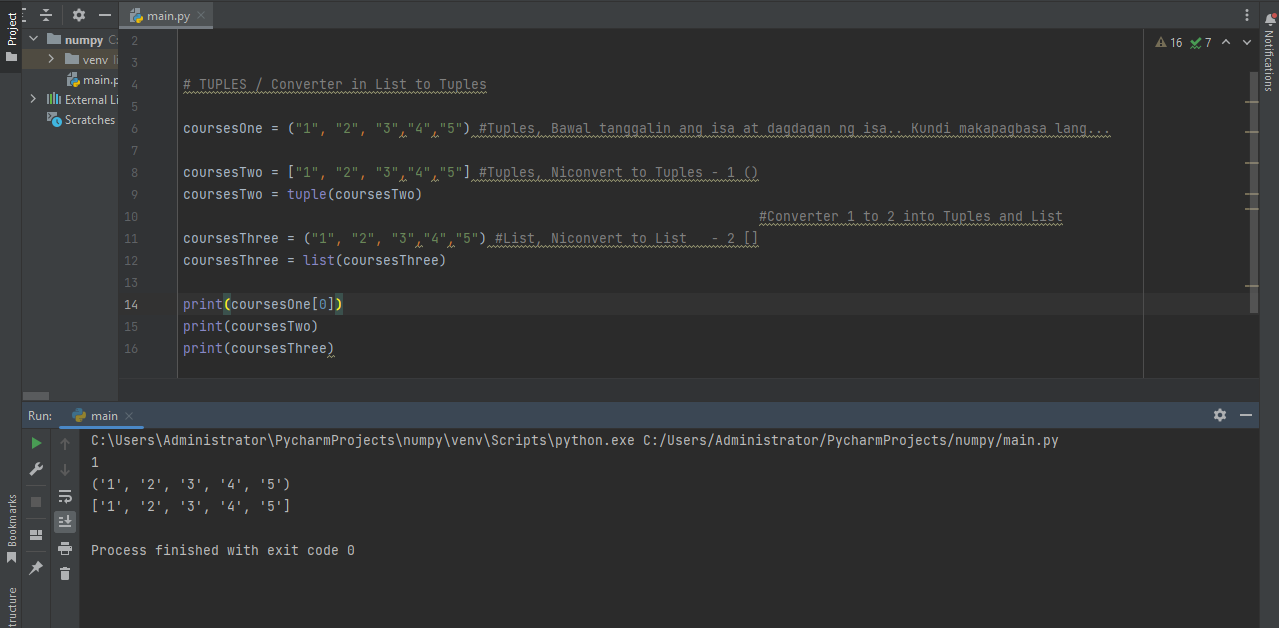 Project
main.py
numpy C:
venv li
main.p
External Li
Scratches
16 7
Notifications
2
3
4 # TUPLES / Converter in List to Tuples
5
6 coursesOne = ("1", "2", "3","4","5") #Tuples, Bawal tanggalin ang isa at dagdagan ng isa.. Kundi makapagbasa lang...
7
8 coursesTwo = ["1", "2", "3","4","5"] #Tuples, Niconvert to Tuples - 1 ()
9 coursesTwo = tuple(coursesTwo)
10 #Converter 1 to 2 into Tuples and List
11 coursesThree = ("1", "2", "3","4","5") #List, Niconvert to List   - 2 []
12 coursesThree = list(coursesThree)
13
14 print(coursesOne[0])
15 print(coursesTwo)
16 print(coursesThree)
Run: main
C:\Users\Administrator\PycharmProjects\numpy\venv\Scripts\python.exe C:/Users/Administrator/PycharmProjects/numpy/main.py
1
('1', '2', '3', '4', '5')
['1', '2', '3', '4', '5']
Process finished with exit code 0
Bookmarks
ructure